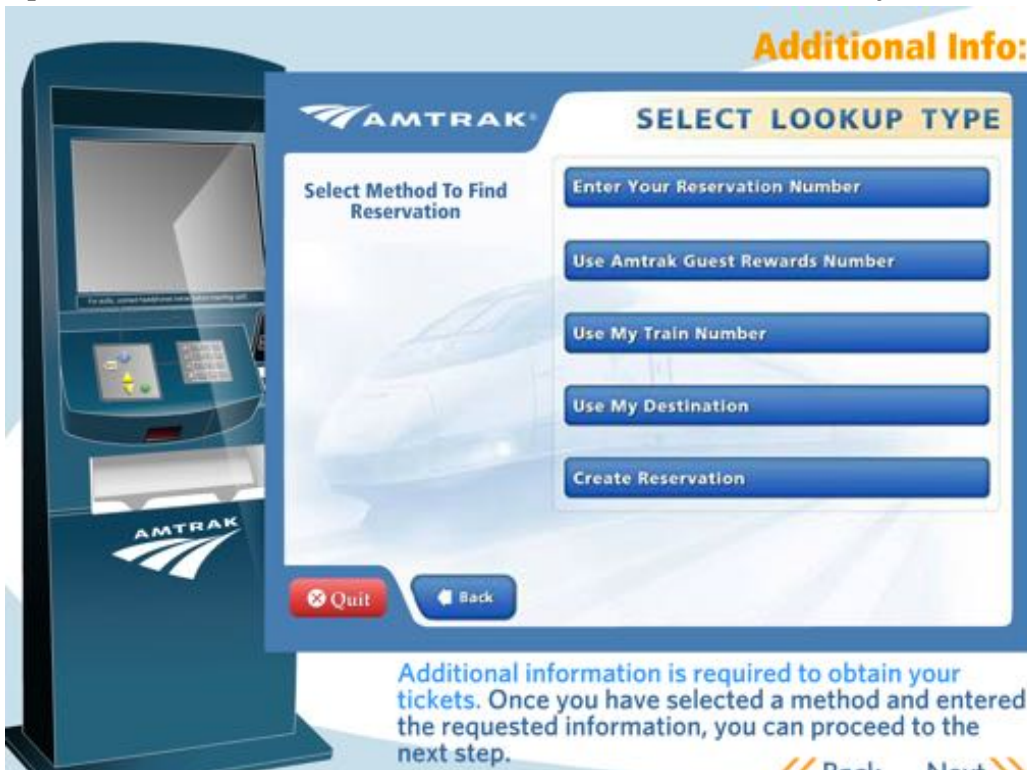 Additional Info:
AMTRAK®
SELECT LOOKUP TYPE
Select Method To Find
Reservation
Enter Your Reservation Number
Use Amtrak Guest Rewards Number
Use My Train Number
Use My Destination
Create Reservation
AMTRAK
Quit
Back
Additional information is required to obtain your
tickets. Once you have selected a method and entered
the requested information, you can proceed to the
next step.
Back Next